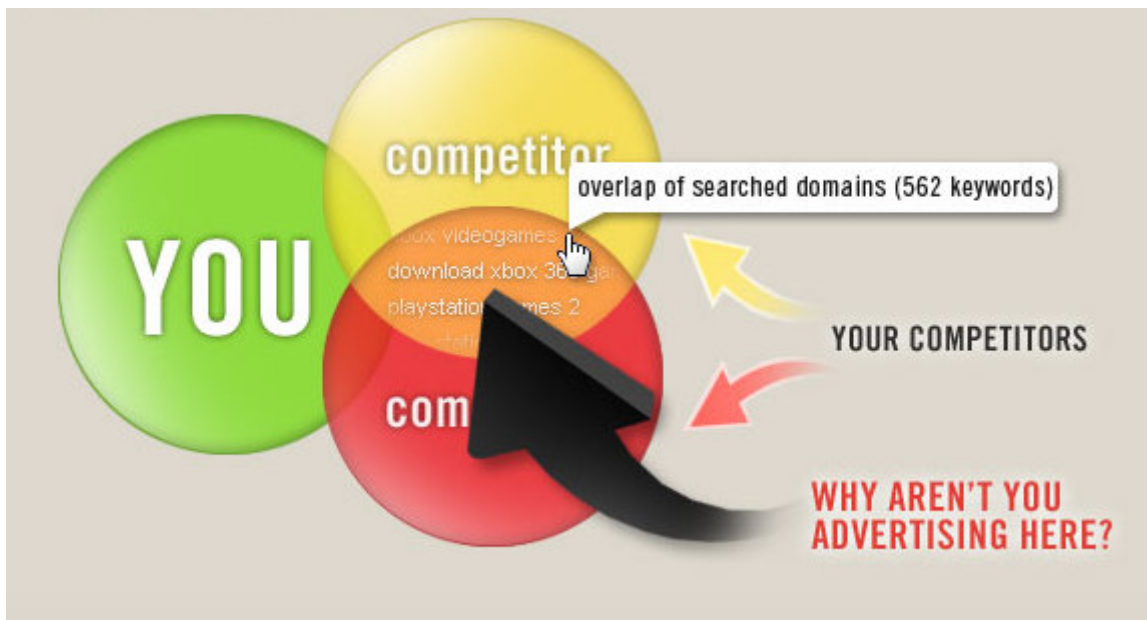 competitor
overlap of searched domains (562 keywords)
YOU
videogames
download xbox
playstation 2
YOUR COMPETITORS
com
WHY AREN'T YOU
ADVERTISING HERE?